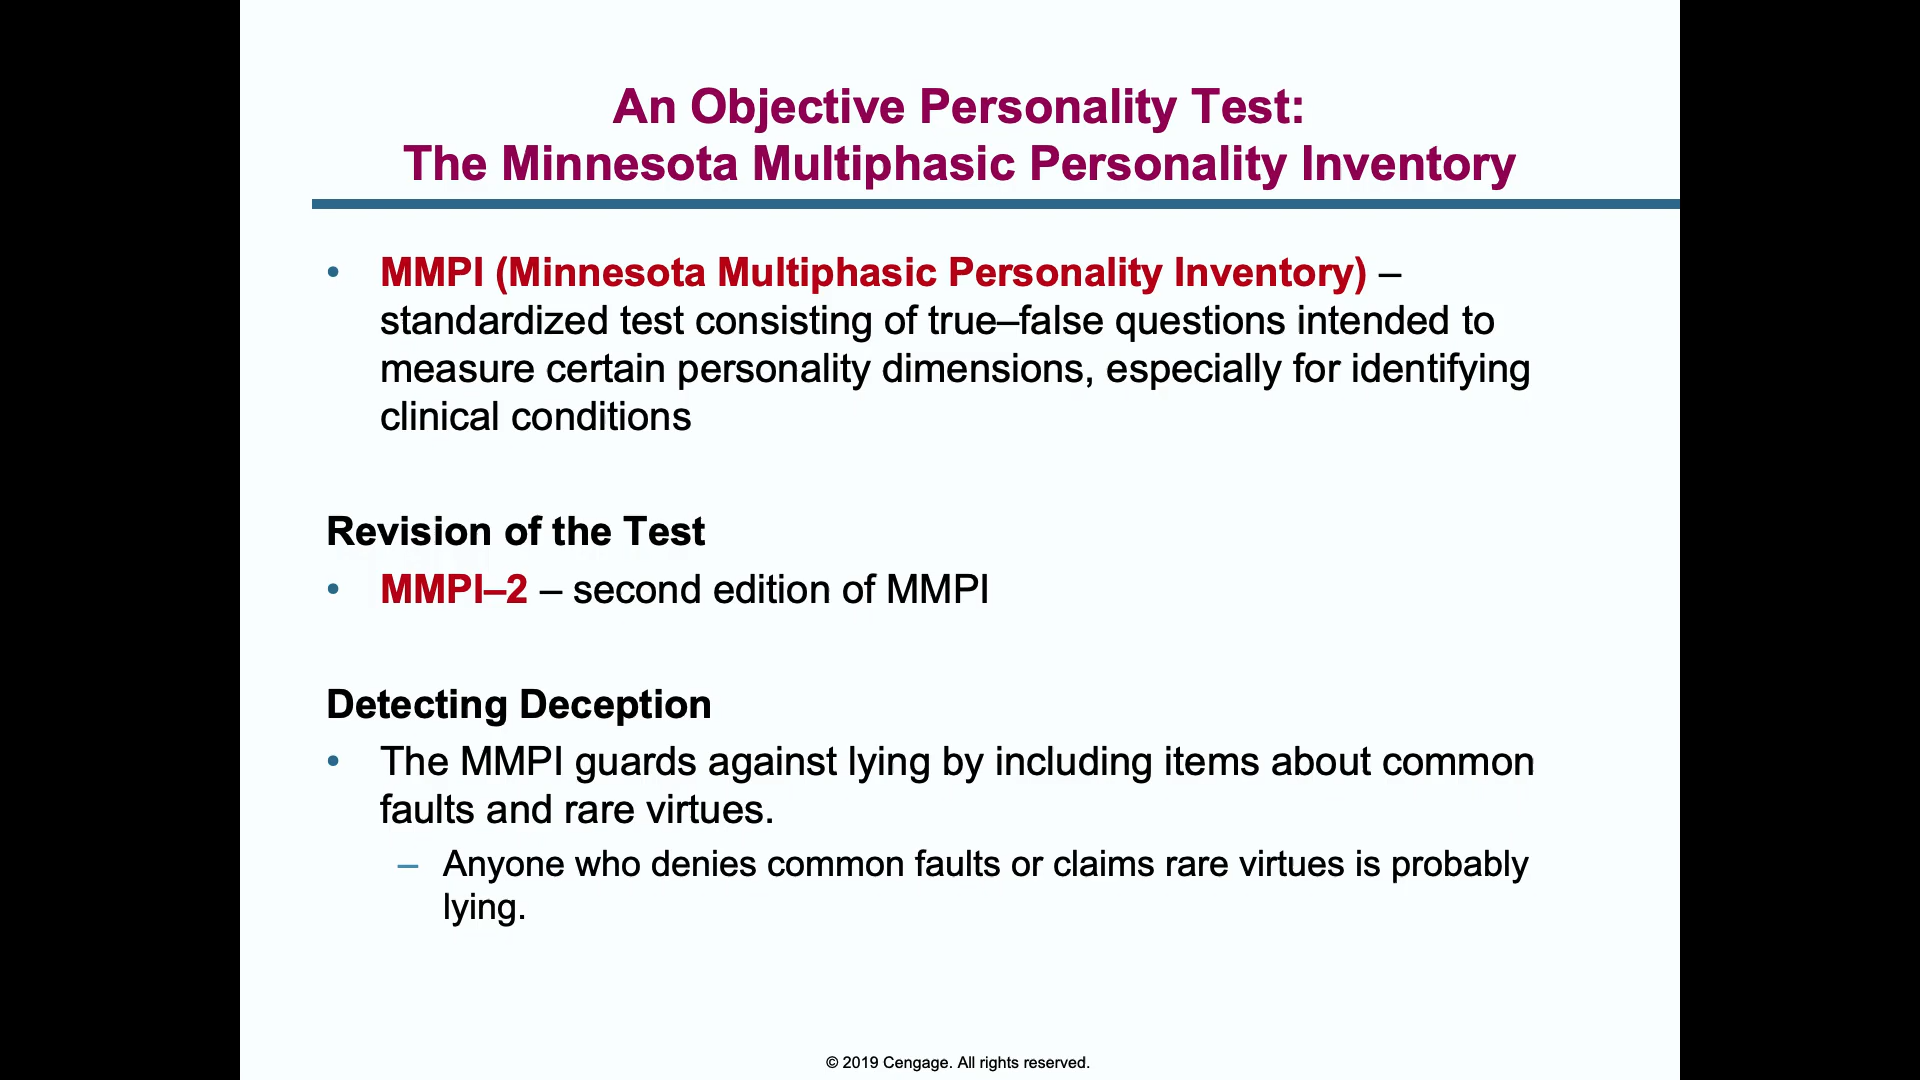 An Objective Personality Test:
The Minnesota Multiphasic Personality Inventory
• MMPI (Minnesota Multiphasic Personality Inventory) –
standardized test consisting of true–false questions intended to
measure certain personality dimensions, especially for identifying
clinical conditions
Revision of the Test
• MMPI–2 – second edition of MMPI
Detecting Deception
• The MMPI guards against lying by including items about common
faults and rare virtues.
– Anyone who denies common faults or claims rare virtues is probably
lying.
© 2019 Cengage. All rights reserved.